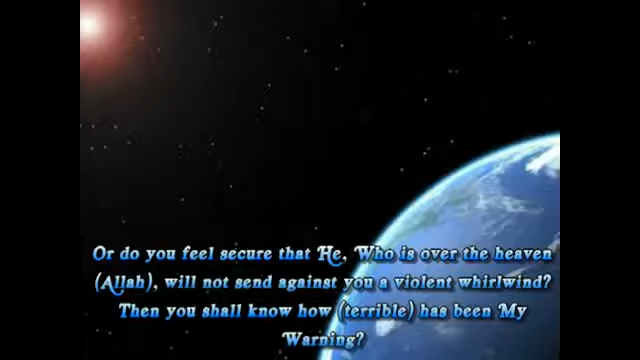 Or do you feel secure that He, Who is over the heaven
(Allah), will not send against you a violent whirlwind?
Then you shall know how (terrible) has been My
Warning?